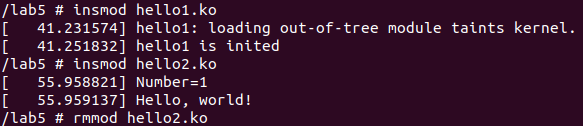 /lab5 # insmod hello1.ko
[   41.231574] hello1: loading out-of-tree module taints kernel.
[   41.251832] hello1 is inited
/lab5 # insmod hello2.ko
[   55.958821] Number=1
[   55.959137] Hello, world!
/lab5 # rmmod hello2.ko